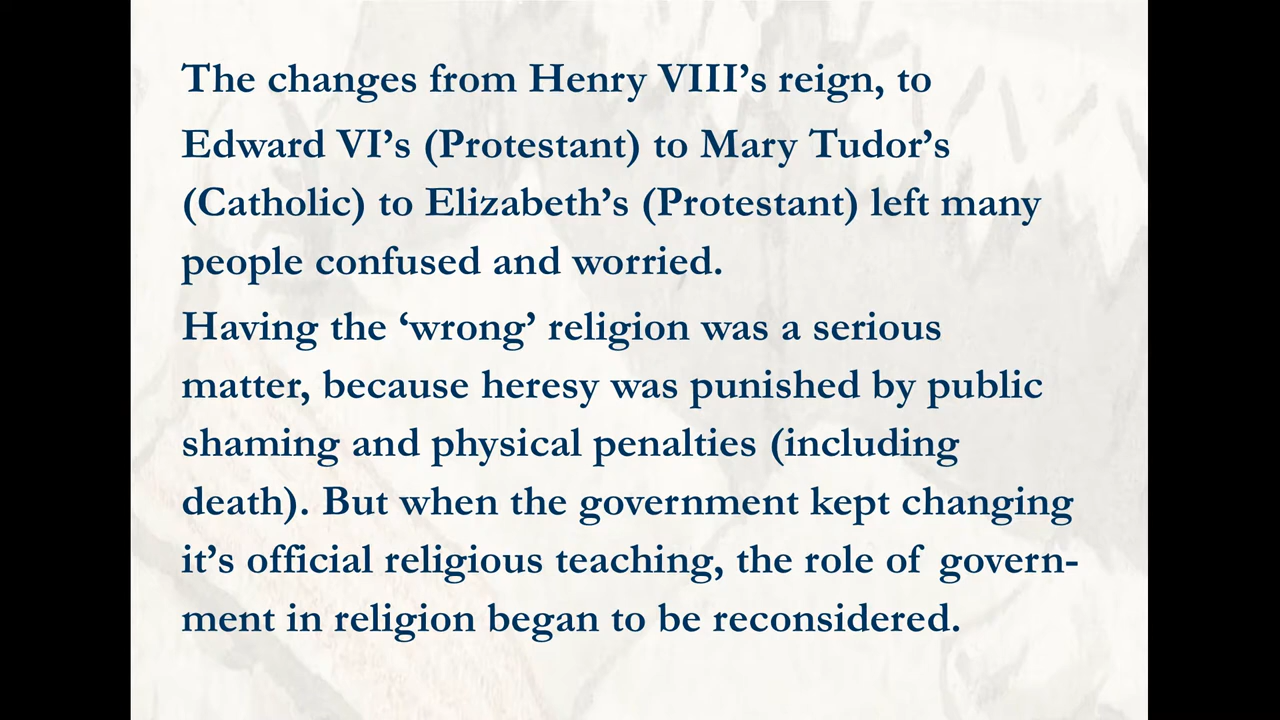 The changes from Henry VIII’s reign, to
Edward VI’s (Protestant) to Mary Tudor’s
(Catholic) to Elizabeth’s (Protestant) left many
people confused and worried.
Having the ‘wrong’ religion was a serious
matter, because heresy was punished by public
shaming and physical penalties (including
death). But when the government kept changing
it’s official religious teaching, the role of govern-
ment in religion began to be reconsidered.